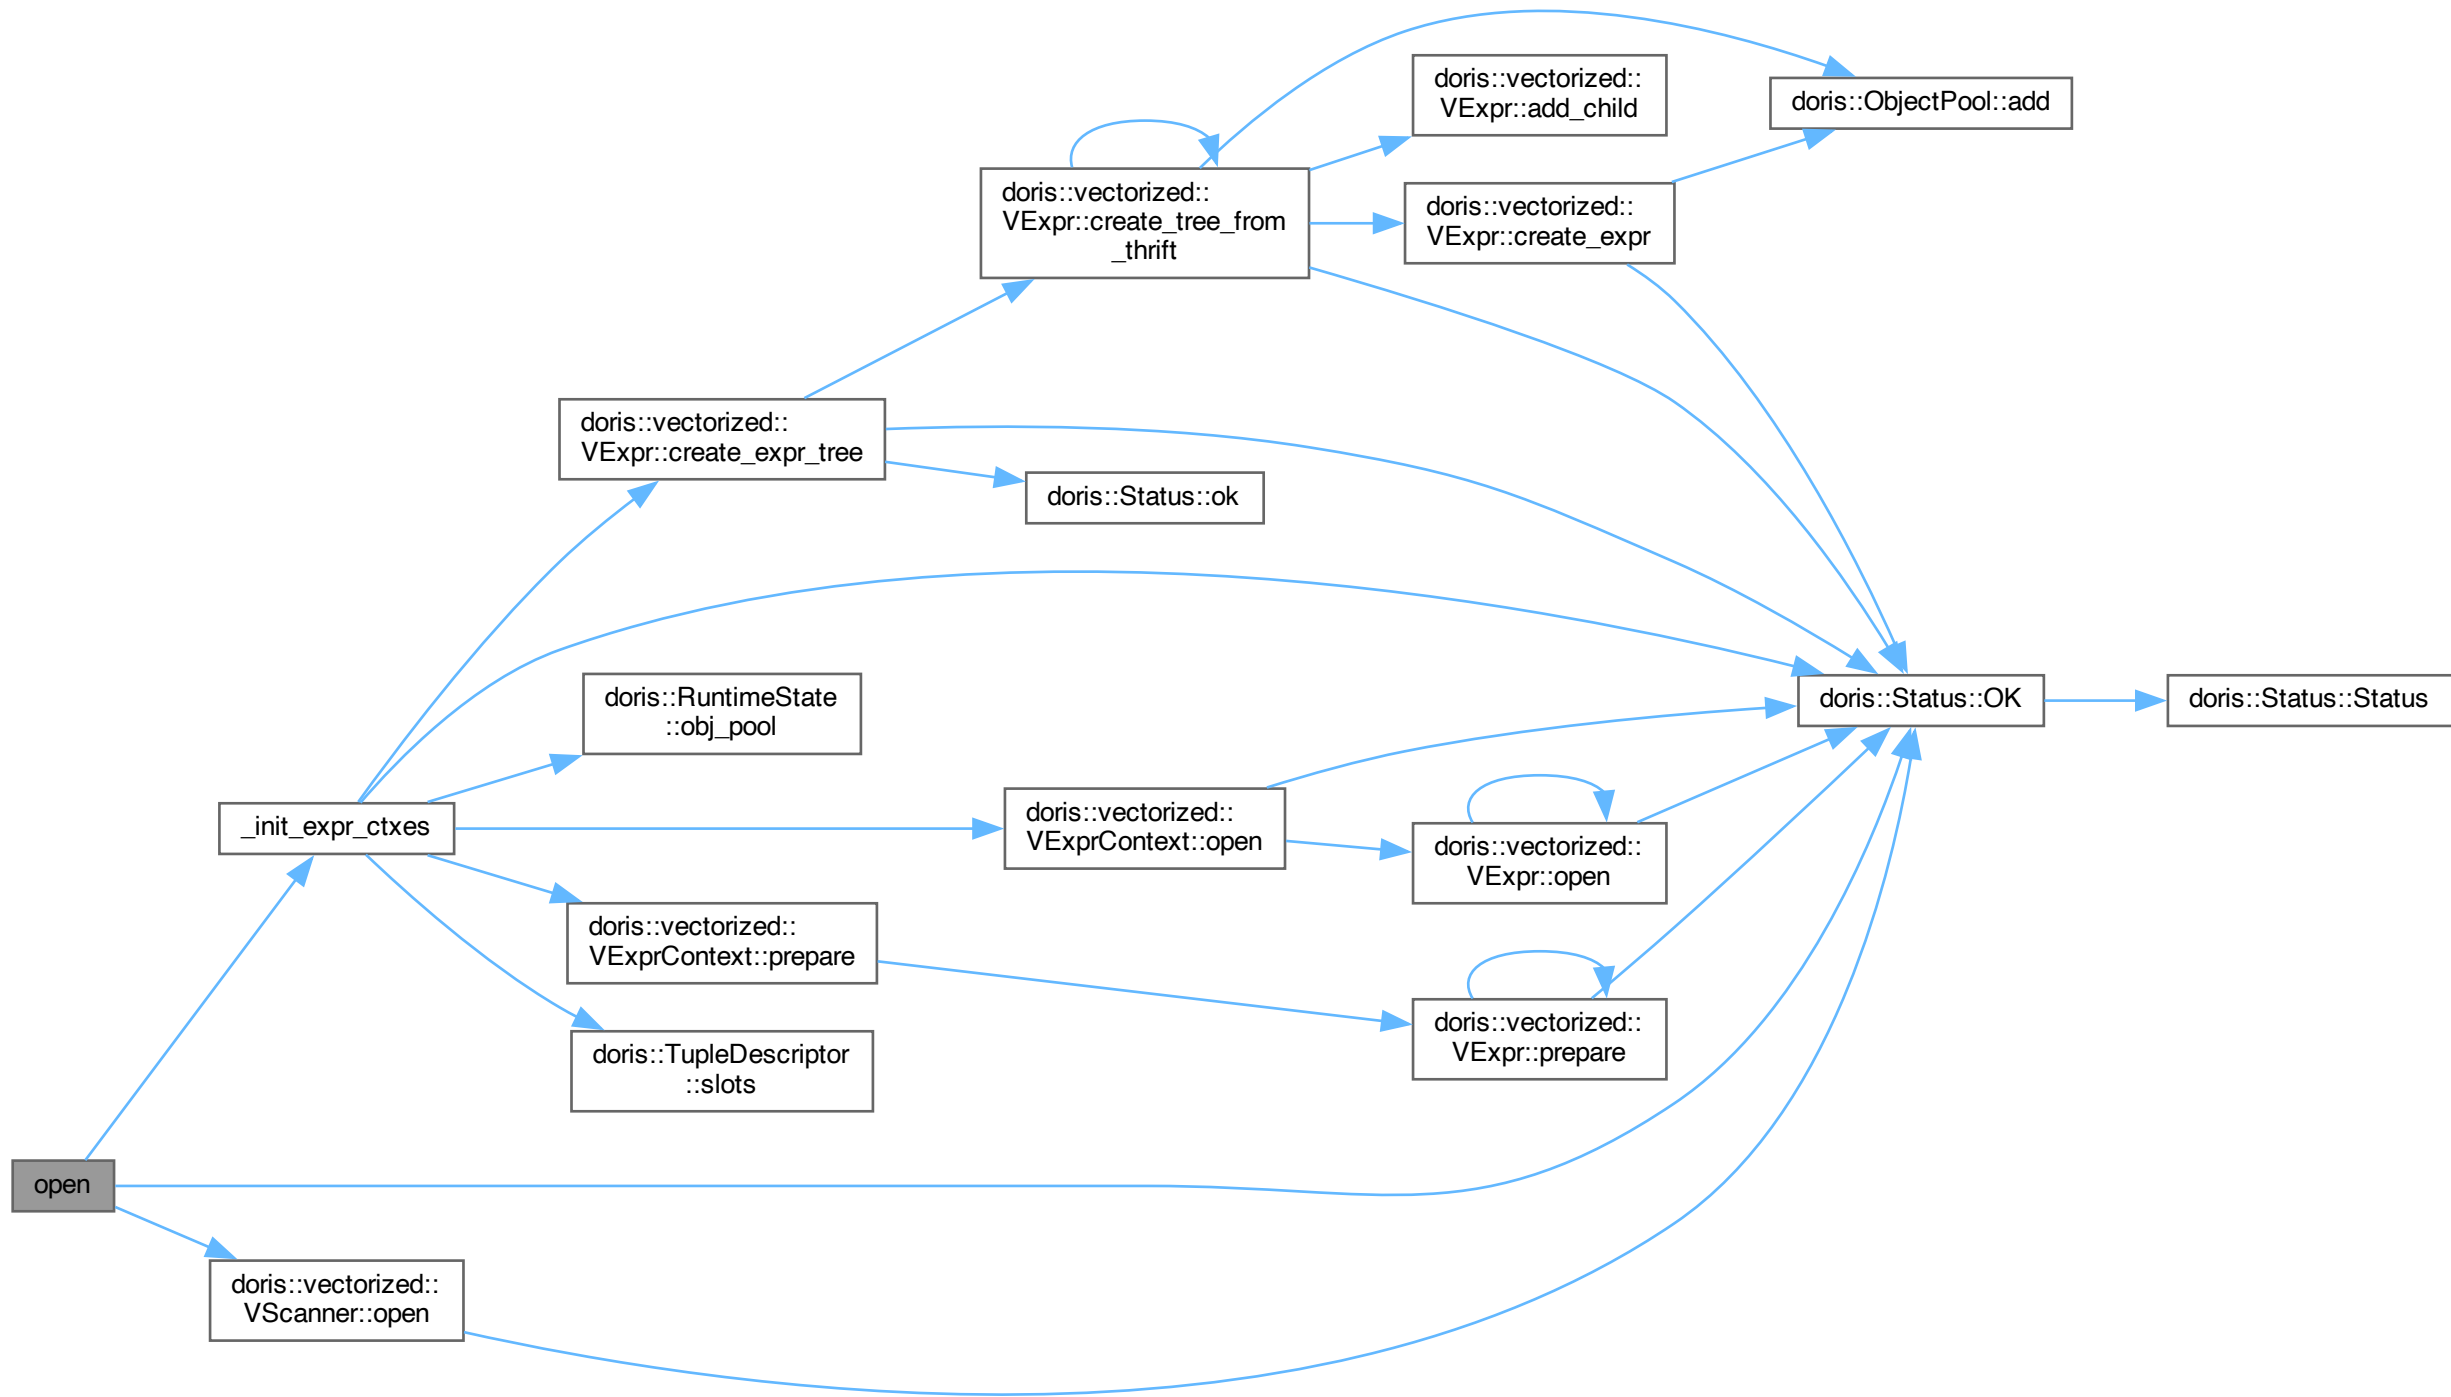 doris::vectorized::
VExpr::add_child
doris::ObjectPool::add
doris::vectorized::
VExpr::create_tree_from
_thrift
doris::vectorized::
VExpr::create_expr
doris::vectorized::
VExpr::create_expr_tree
doris::Status::ok
doris::RuntimeState
::obj_pool
doris::Status::OK
doris::Status::Status
_init_expr_ctxes
doris::vectorized::
VExprContext::open
doris::vectorized::
VExpr::open
doris::vectorized::
VExprContext::prepare
doris::vectorized::
VExpr::prepare
doris::TupleDescriptor
::slots
open
doris::vectorized::
VScanner::open